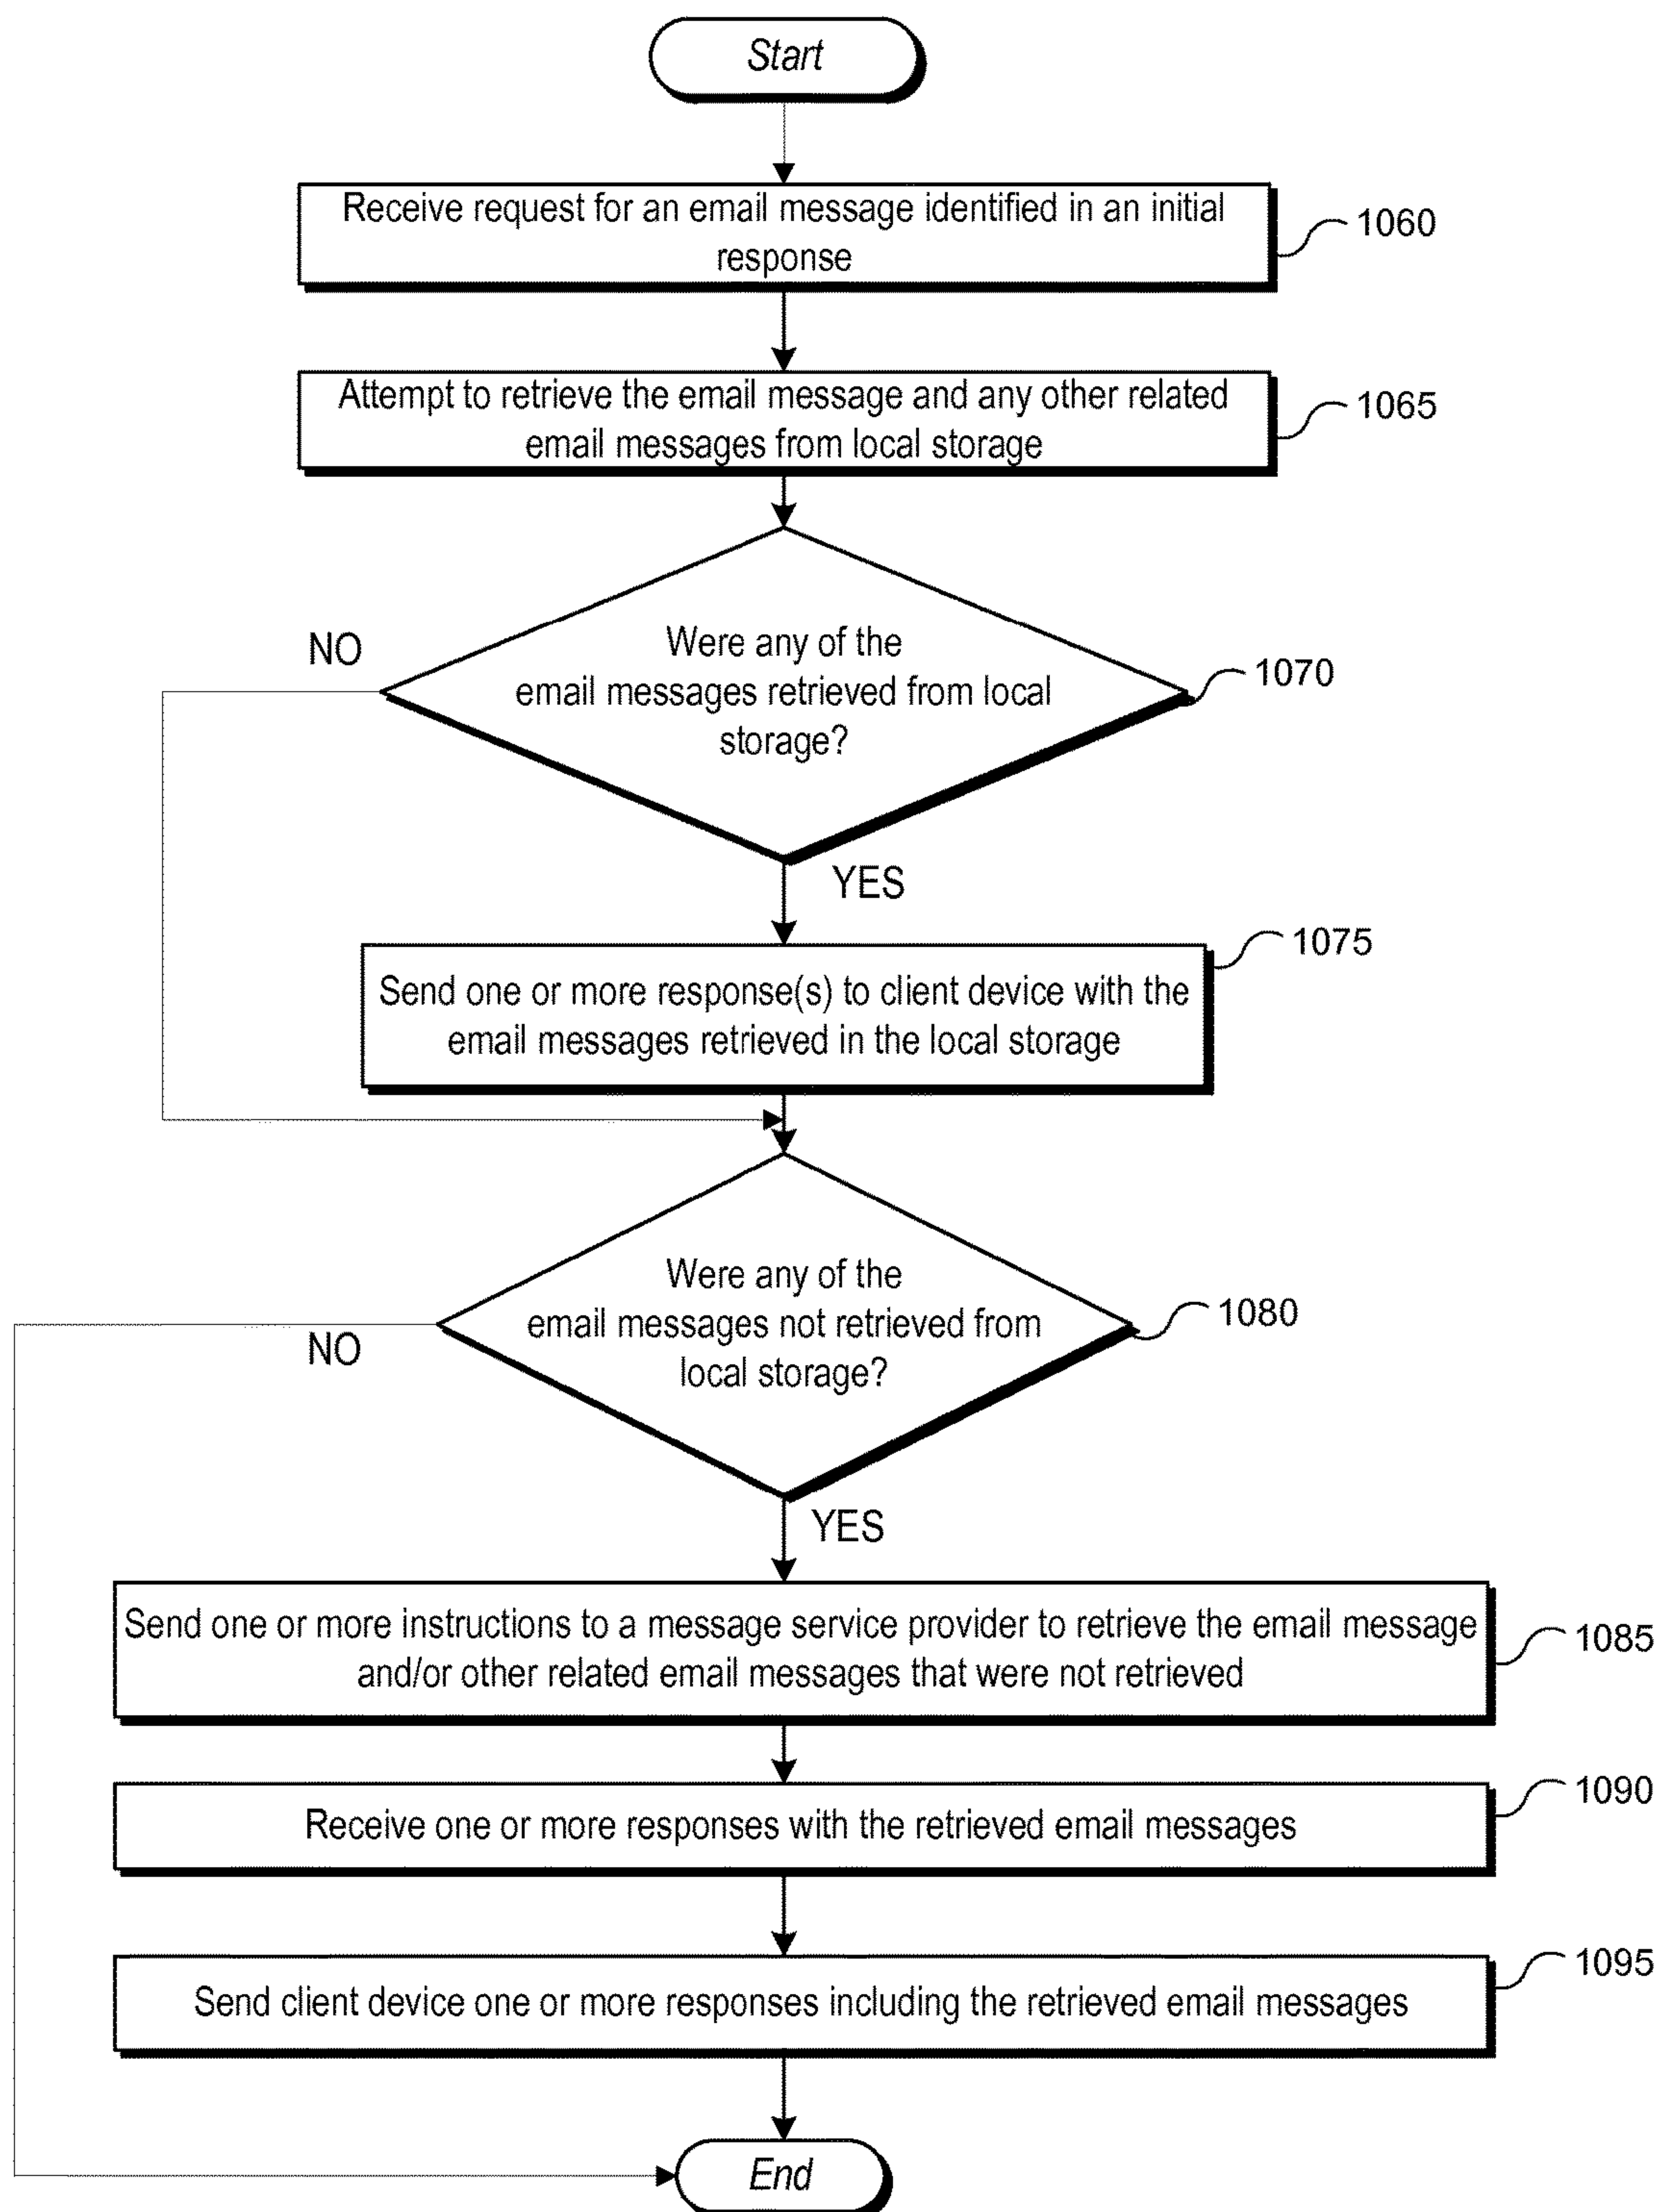 Start
Receive request for an email message identified in an initial
response
1060
Attempt to retrieve the email message and any other related
email messages from local storage
1065
NO
Were any of the
email messages retrieved from local
storage?
1070
YES
Send one or more response(s) to client device with the
email messages retrieved in the local storage
1075
Were any of the
email messages not retrieved from
local storage?
1080
NO
YES
Send one or more instructions to a message service provider to retrieve the email message
and/or other related email messages that were not retrieved
1085
Receive one or more responses with the retrieved email messages
1090
Send client device one or more responses including the retrieved email messages
1095
End